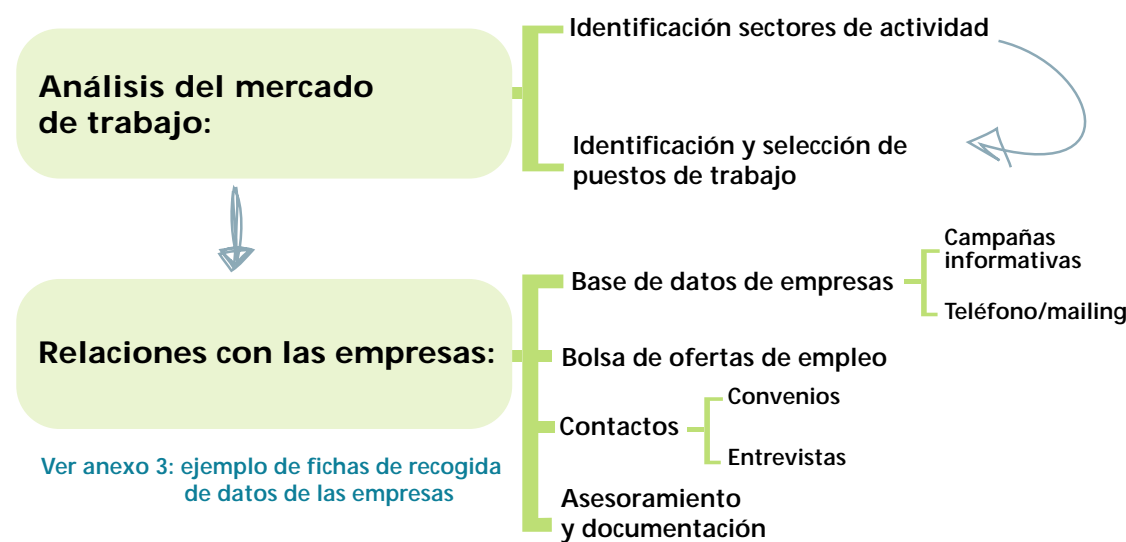 Identificación sectores de actividad
Análisis del mercado
de trabajo:
Identificación y selección de
puestos de trabajo
Campañas
informativas
Base de datos de empresas
Teléfono/mailing
Relaciones con las empresas:
Bolsa de ofertas de empleo
Convenios
Contactos
Entrevistas
Ver anexo 3: ejemplo de fichas de recogida
de datos de las empresas
Asesoramiento
y documentación